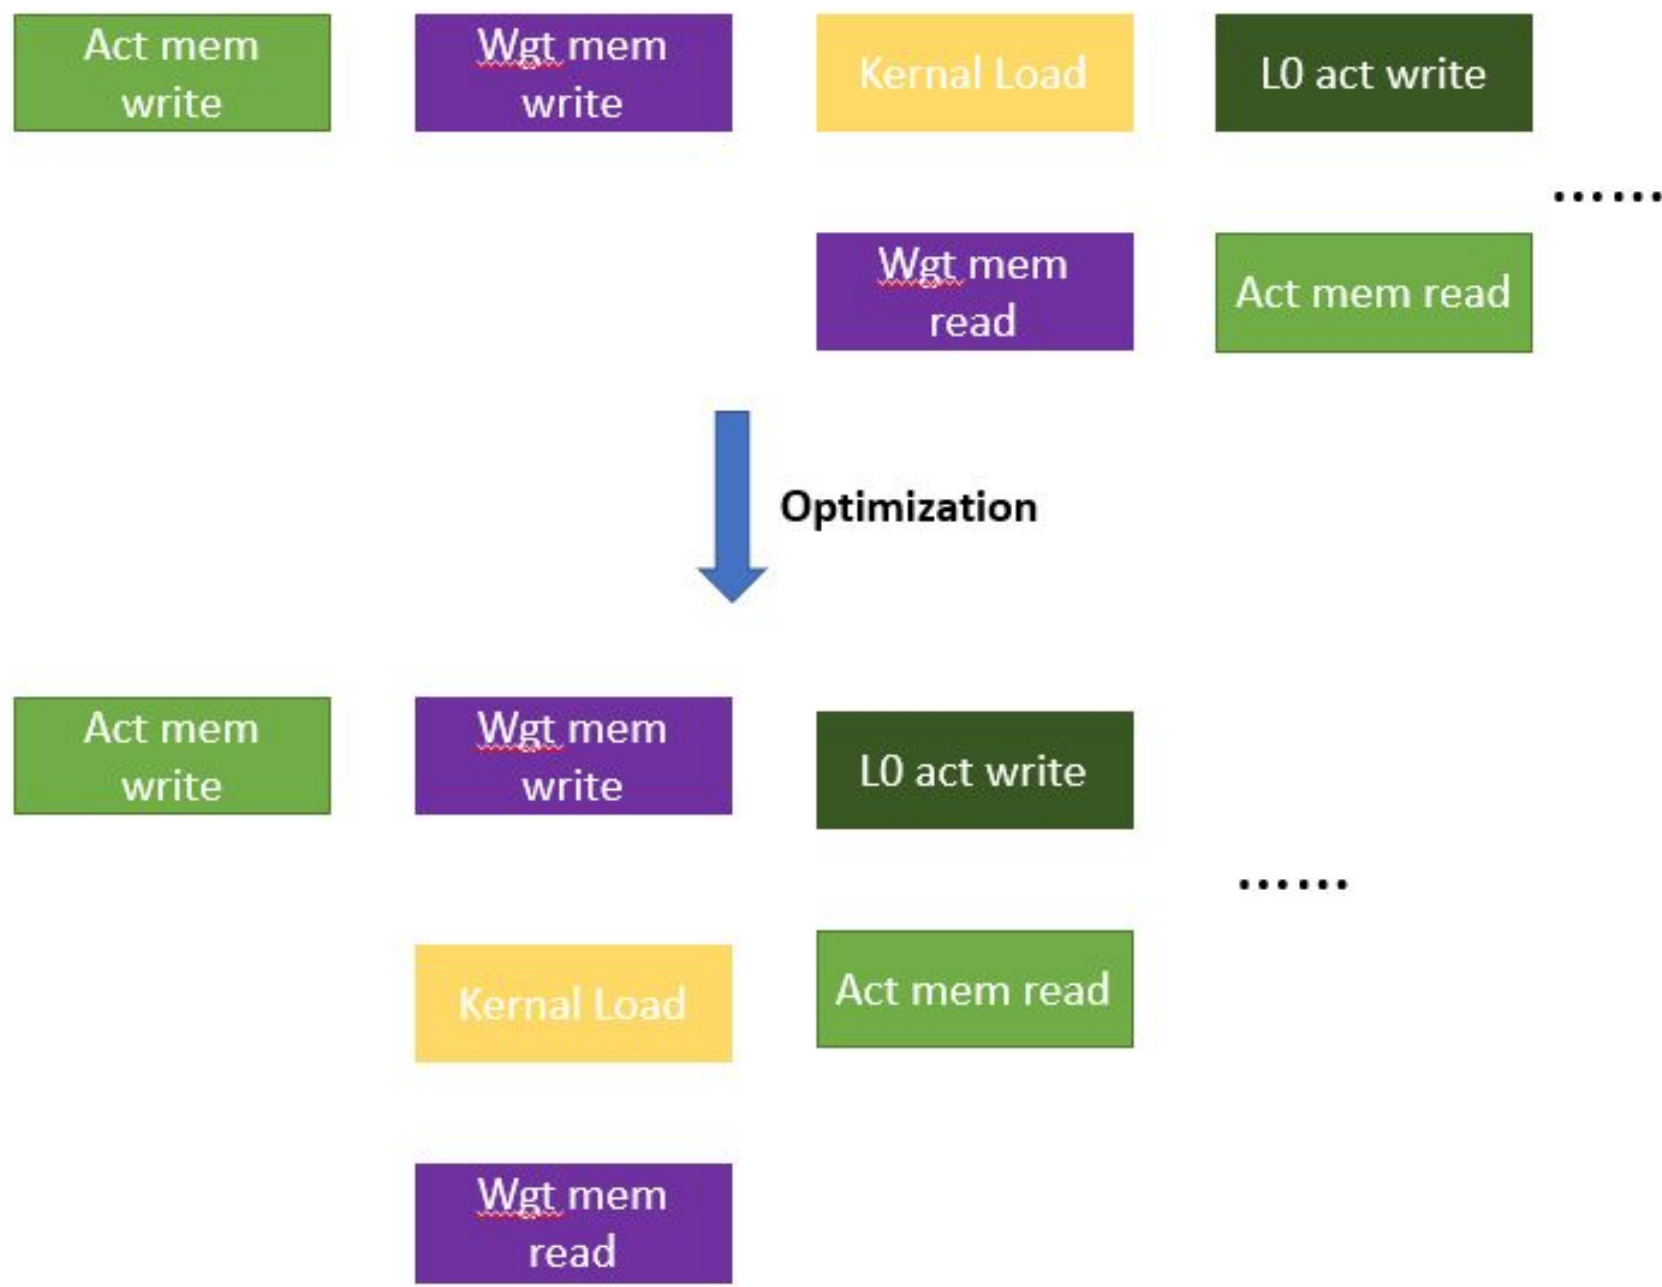 Act mem
write
Wgt mem
write
Kernal Load
L0 act write
......
Wgt mem
read
Act mem read
Optimization
Act mem
write
Wgt mem
write
L0 act write
......
Kernal Load
Act mem read
Wgt mem
read